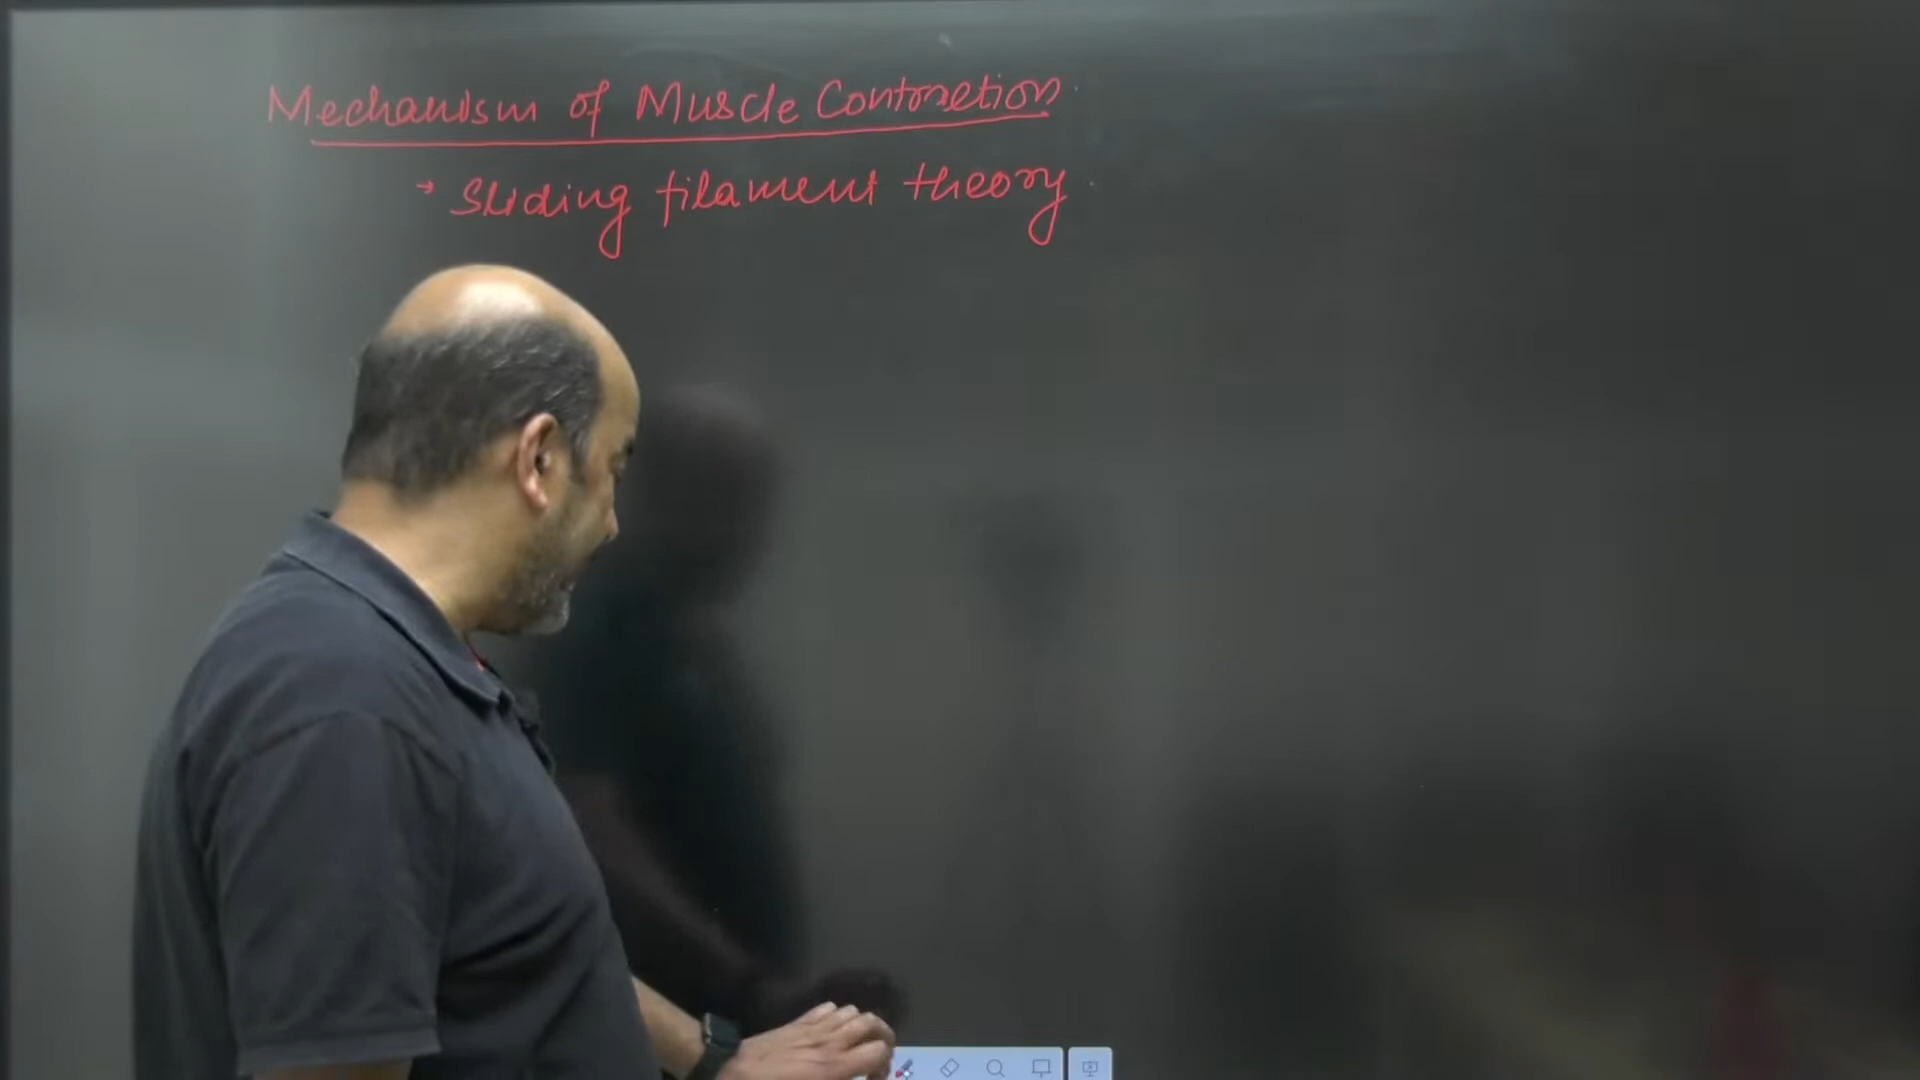 Mechanism of Muscle Contraction
→ Sliding filament theory